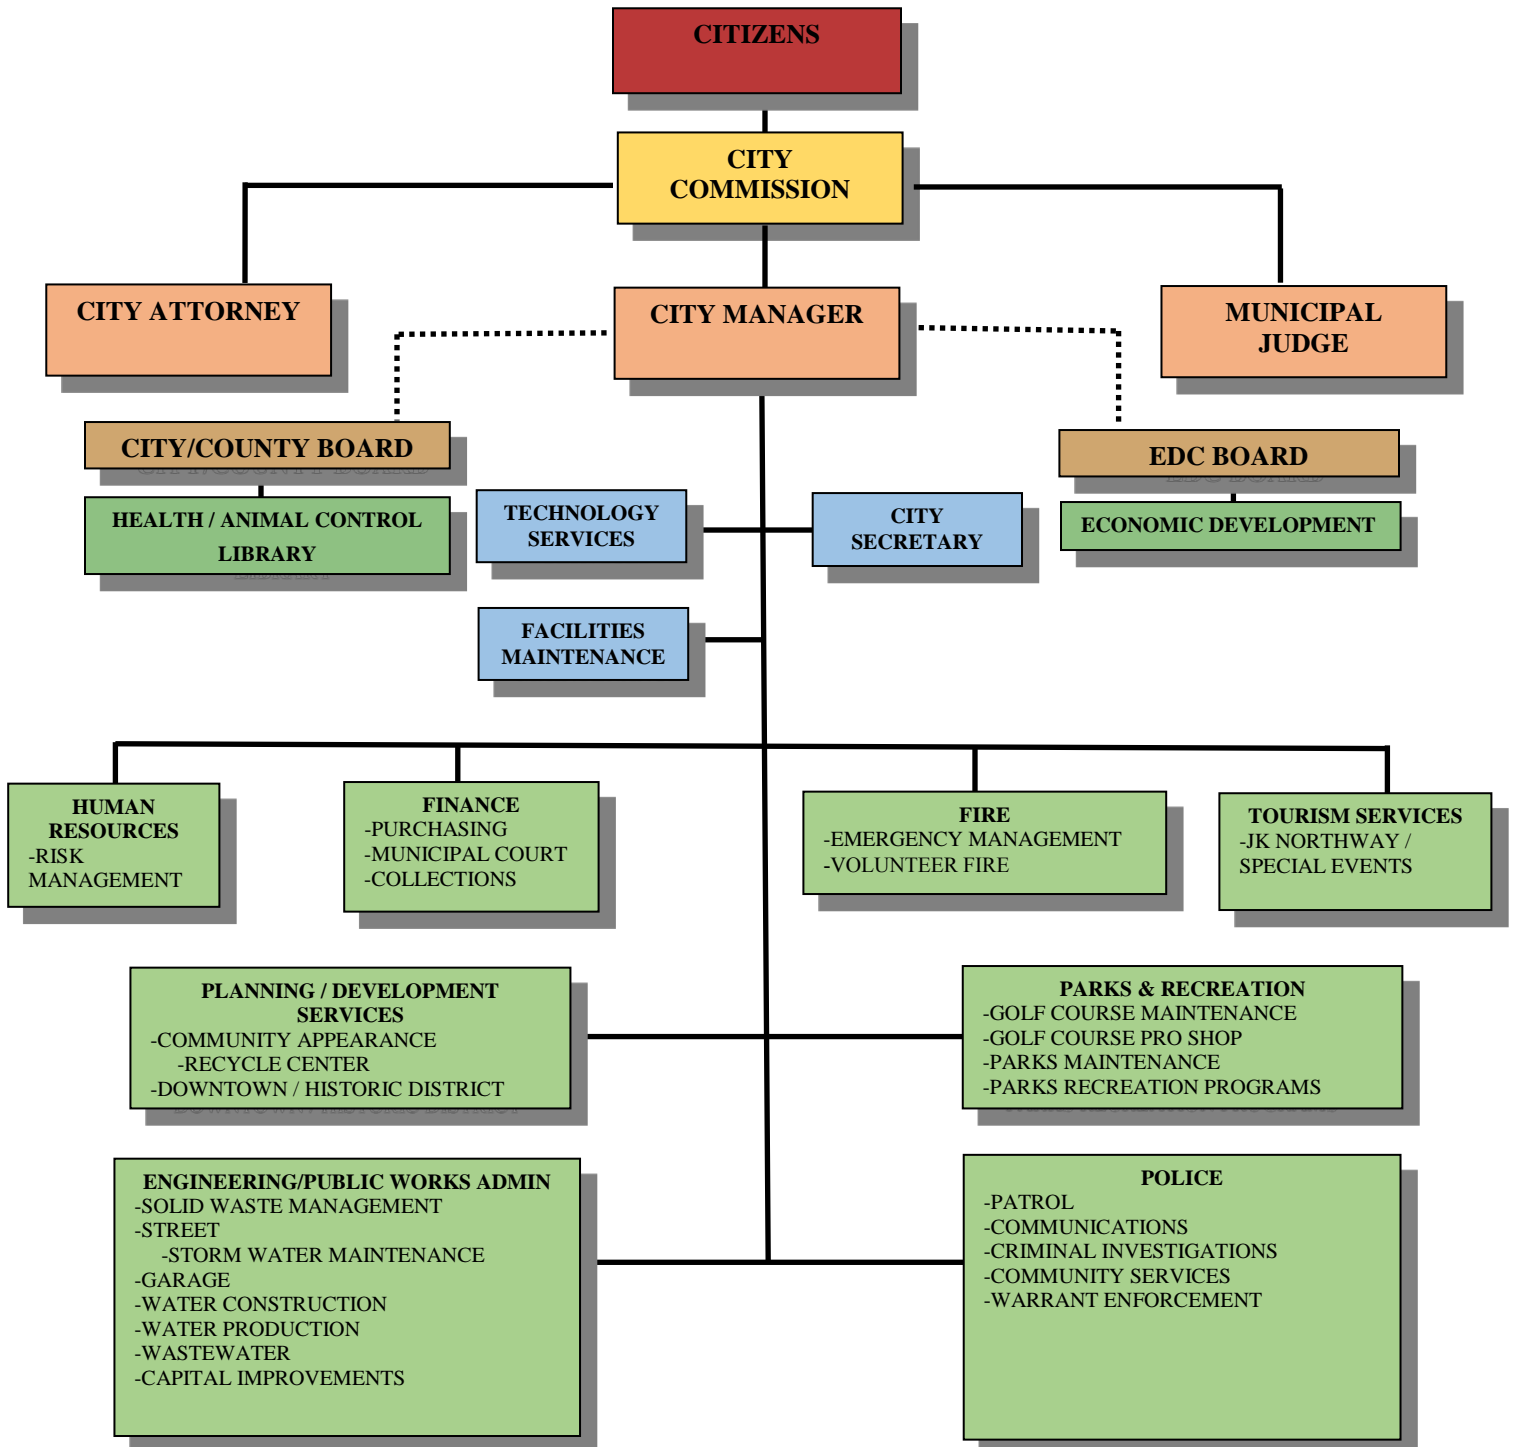 CITIZENS
CITY
COMMISSION
CITY ATTORNEY
CITY MANAGER
MUNICIPAL
JUDGE
CITY/COUNTY BOARD
EDC BOARD
HEALTH / ANIMAL CONTROL
LIBRARY
TECHNOLOGY
SERVICES
CITY
SECRETARY
ECONOMIC DEVELOPMENT
FACILITIES
MAINTENANCE
HUMAN
RESOURCES
-RISK
MANAGEMENT
FINANCE
-PURCHASING
-MUNICIPAL COURT
-COLLECTIONS
FIRE
-EMERGENCY MANAGEMENT
-VOLUNTEER FIRE
TOURISM SERVICES
-JK NORTHWAY /
SPECIAL EVENTS
PLANNING / DEVELOPMENT
SERVICES
-COMMUNITY APPEARANCE
-RECYCLE CENTER
-DOWNTOWN / HISTORIC DISTRICT
PARKS & RECREATION
-GOLF COURSE MAINTENANCE
-GOLF COURSE PRO SHOP
-PARKS MAINTENANCE
-PARKS RECREATION PROGRAMS
ENGINEERING/PUBLIC WORKS ADMIN
-SOLID WASTE MANAGEMENT
-STREET
-STORM WATER MAINTENANCE
-GARAGE
-WATER CONSTRUCTION
-WATER PRODUCTION
-WASTEWATER
-CAPITAL IMPROVEMENTS
POLICE
-PATROL
-COMMUNICATIONS
-CRIMINAL INVESTIGATIONS
-COMMUNITY SERVICES
-WARRANT ENFORCEMENT